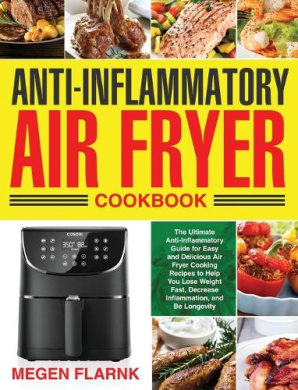 ANTI-INFLAMMATORY
AIR FRYER
COOKBOOK
The Ultimate
Anti-Inflammatory
Guide for Easy
and Delicious Air
Fryer Cooking
Recipes to Help
You Lose Weight
Fast, Decrease
Inflammation, and
Be Longevity
COSORI
MEGEN FLARNK